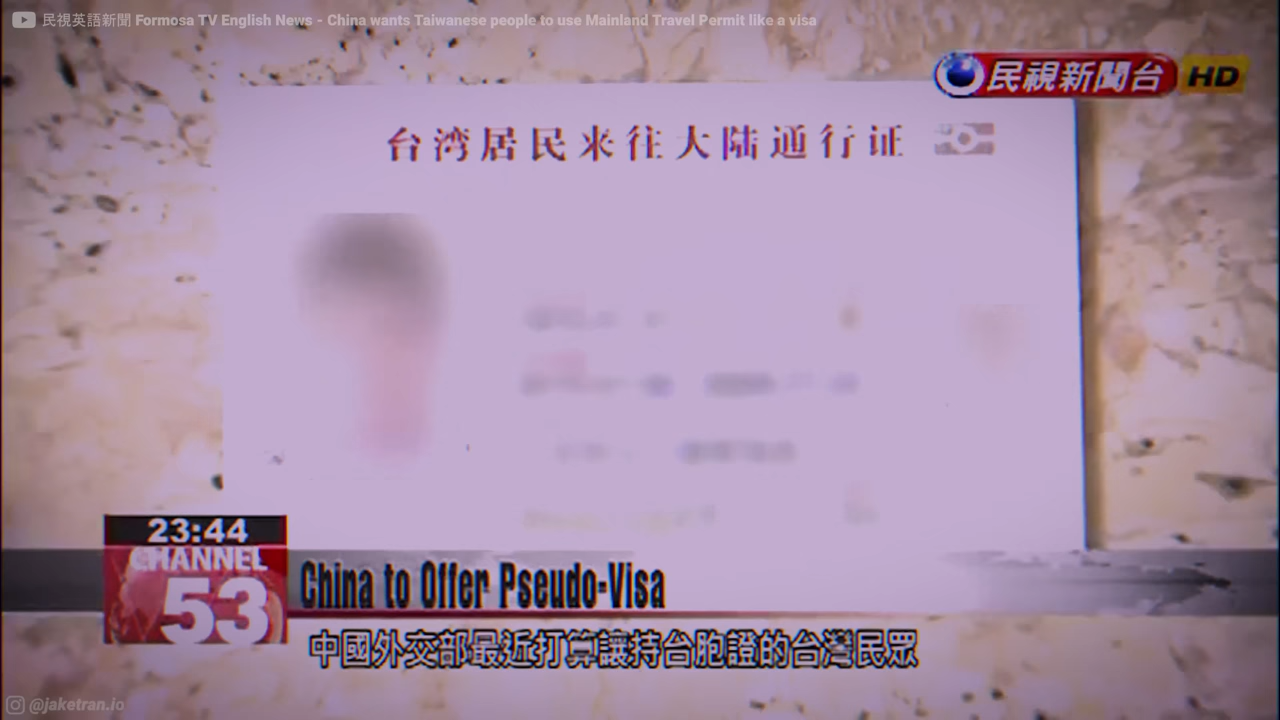 民視英語新聞 Formosa TV English News - China wants Taiwanese people to use Mainland Travel Permit like a visa
民視新聞台 HD
台湾居民来往大陆通行证
23:44
CHANNEL
53
China to Offer Pseudo-Visa
中國外交部最近打算讓持台胞證的台灣民眾
@jaketran.io